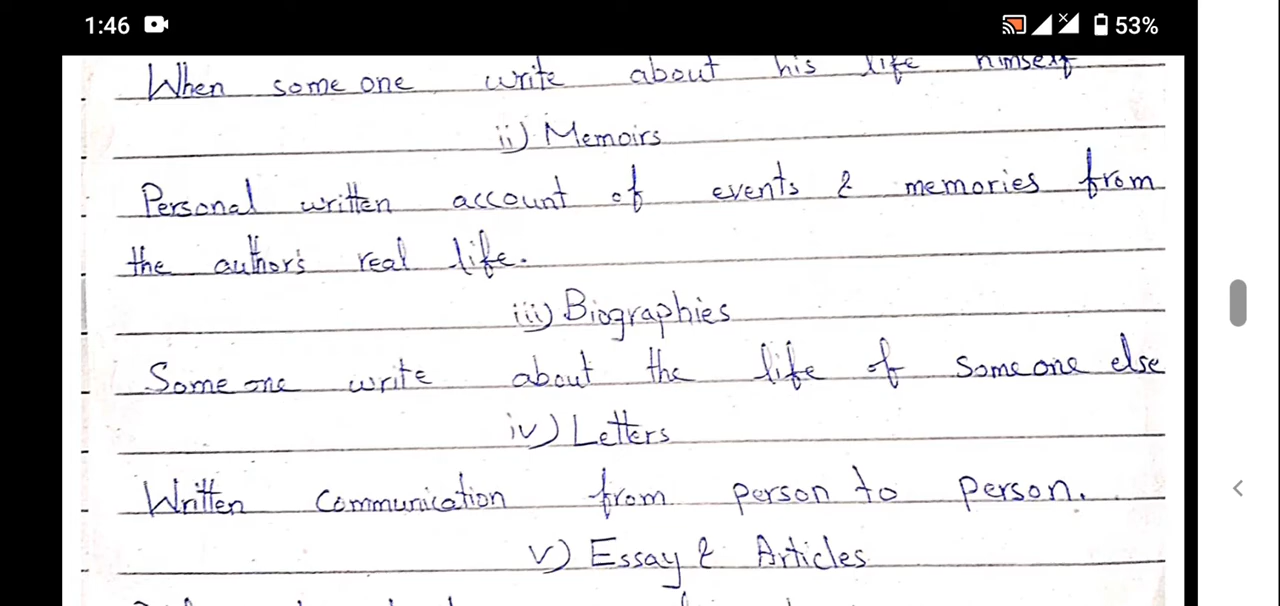 1:46 53%
When some one write about his life himself
ii) Memoirs
Personal written account of events & memories from
the author's real life.
iii) Biographies
Some one write about the life of someone else
iv) Letters
Written communication from person to person.
v) Essay & Articles